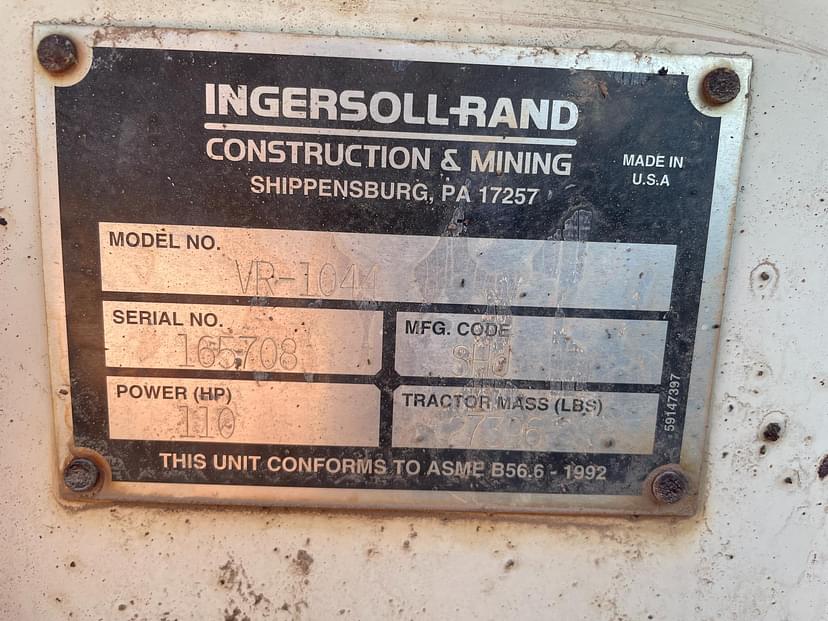 INGERSOLL-RAND
CONSTRUCTION & MINING
SHIPPENSBURG, PA 17257
MADE IN
U.S.A
MODEL NO.
VR-1044
SERIAL NO.
165708
MFG. CODE
POWER (HP)
110
TRACTOR MASS (LBS)
59147397
THIS UNIT CONFORMS TO ASME B56.6 - 1992